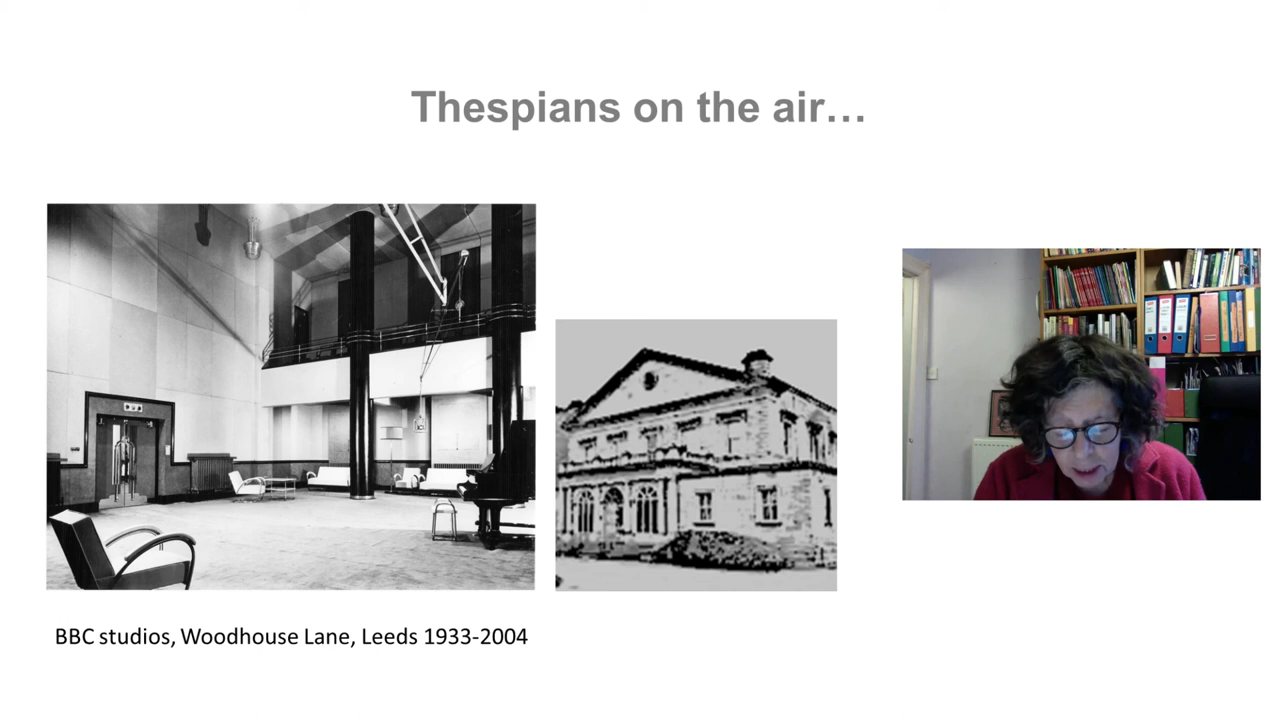 Thespians on the air…
BBC studios, Woodhouse Lane, Leeds 1933-2004